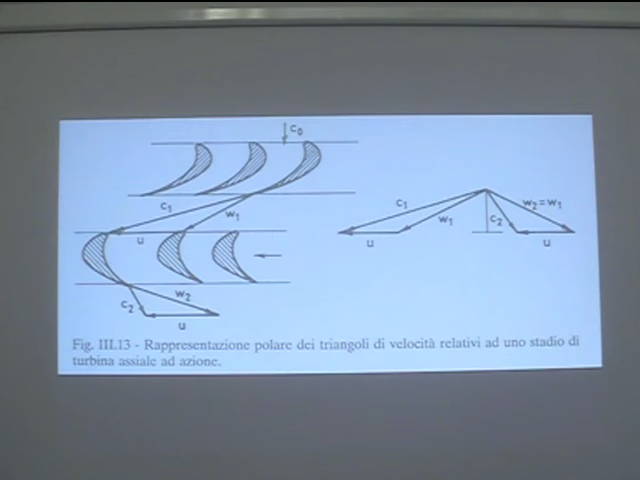 c₀
c₁
w₁
u
c₂
w₂
u
c₁
w₁
c₂
w₂=w₁
u
u
Fig. III.13 - Rappresentazione polare dei triangoli di velocità relativi ad uno stadio di
turbina assiale ad azione.